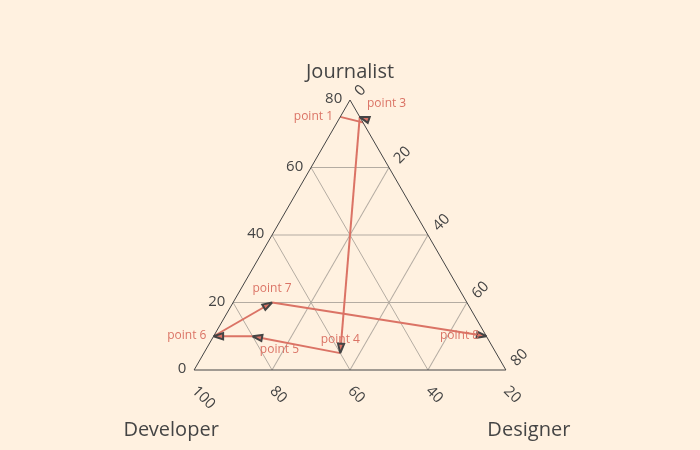 Journalist
0
80
point 3
point 1
20
60
40
40
60
point 7
20
point 6
point 4
point 8
point 5
80
0
100
80
60
40
20
Developer
Designer